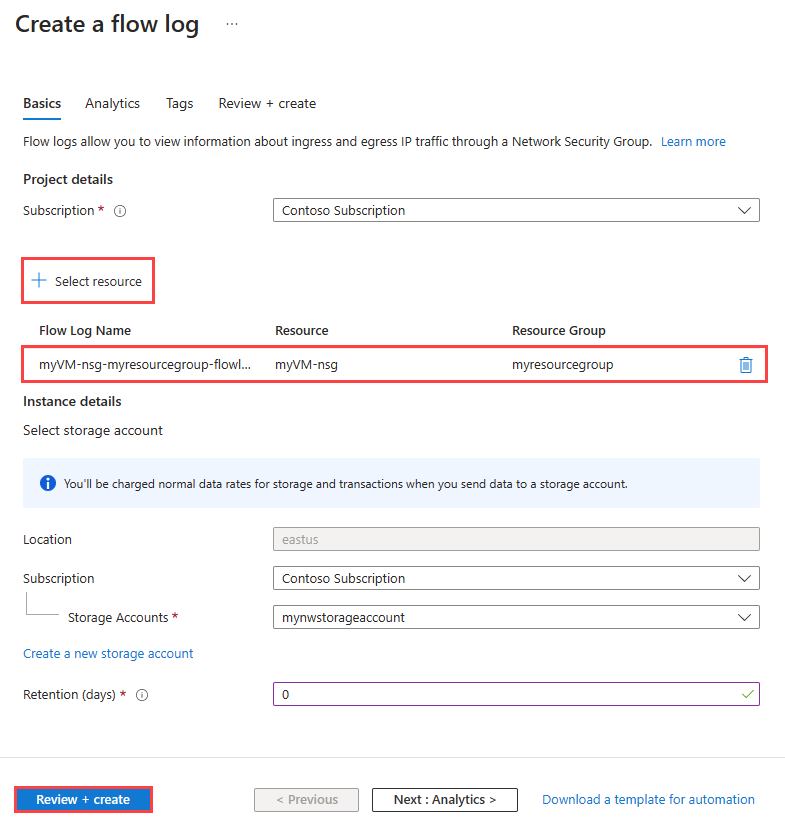 Create a flow log ...
Basics Analytics Tags Review + create
Flow logs allow you to view information about ingress and egress IP traffic through a Network Security Group. Learn more
Project details
Subscription * Contoso Subscription
+ Select resource
Flow Log Name Resource Resource Group
myVM-nsg-myresourcegroup-flowl... myVM-nsg myresourcegroup
Instance details
Select storage account
You'll be charged normal data rates for storage and transactions when you send data to a storage account.
Location eastus
Subscription Contoso Subscription
Storage Accounts * mynwstorageaccount
Create a new storage account
Retention (days) * 0
Review + create < Previous Next : Analytics > Download a template for automation